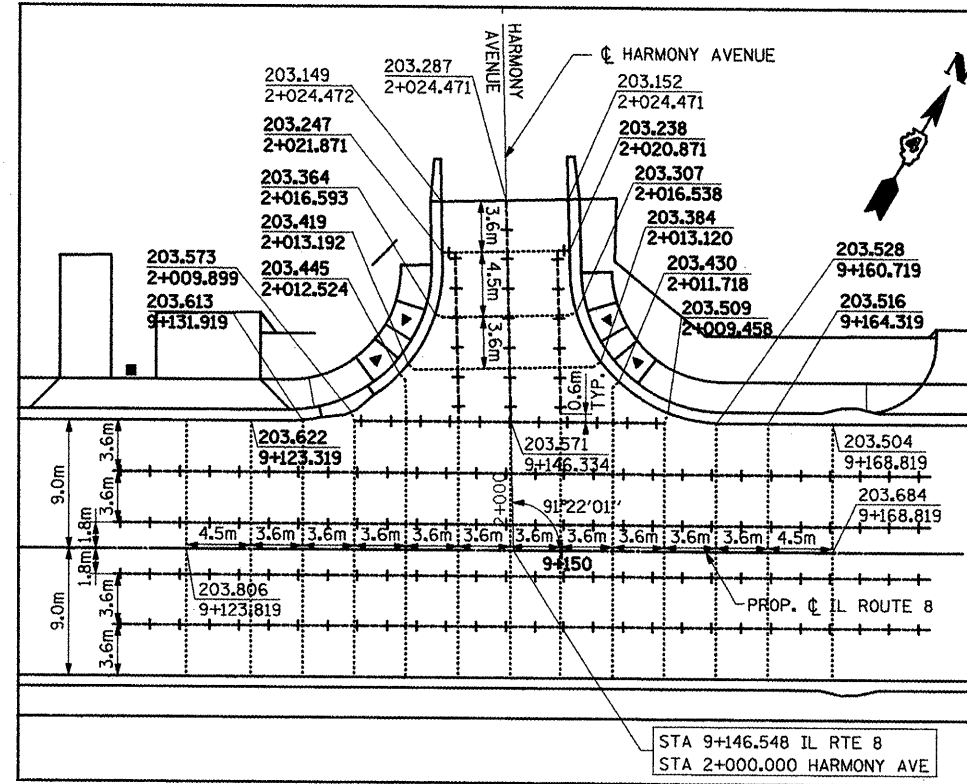 HARMONY
AVENUE
℄ HARMONY AVENUE
N
203.149
2+024.472
203.287
2+024.471
203.152
2+024.471
203.247
2+021.871
203.238
2+020.871
203.364
2+016.593
203.307
2+016.538
203.419
2+013.192
203.384
2+013.120
203.573
2+009.899
203.445
2+012.524
203.430
2+011.718
203.528
9+160.719
203.613
9+131.919
203.509
2+009.458
203.516
9+164.319
3.6m
4.5m
3.6m
0.6m
TYP.
203.622
9+123.319
203.571
9+146.334
203.504
9+168.819
203.684
9+168.819
9.0m
3.6m
3.6m
1.8m
2+000
91°22'01"
4.5m 3.6m 3.6m 3.6m 3.6m 3.6m 3.6m 3.6m 3.6m 3.6m 3.6m 4.5m
9+150
9.0m
1.8m
3.6m
3.6m
203.806
9+123.819
PROP. ℄ IL ROUTE 8
STA 9+146.548 IL RTE 8
STA 2+000.000 HARMONY AVE